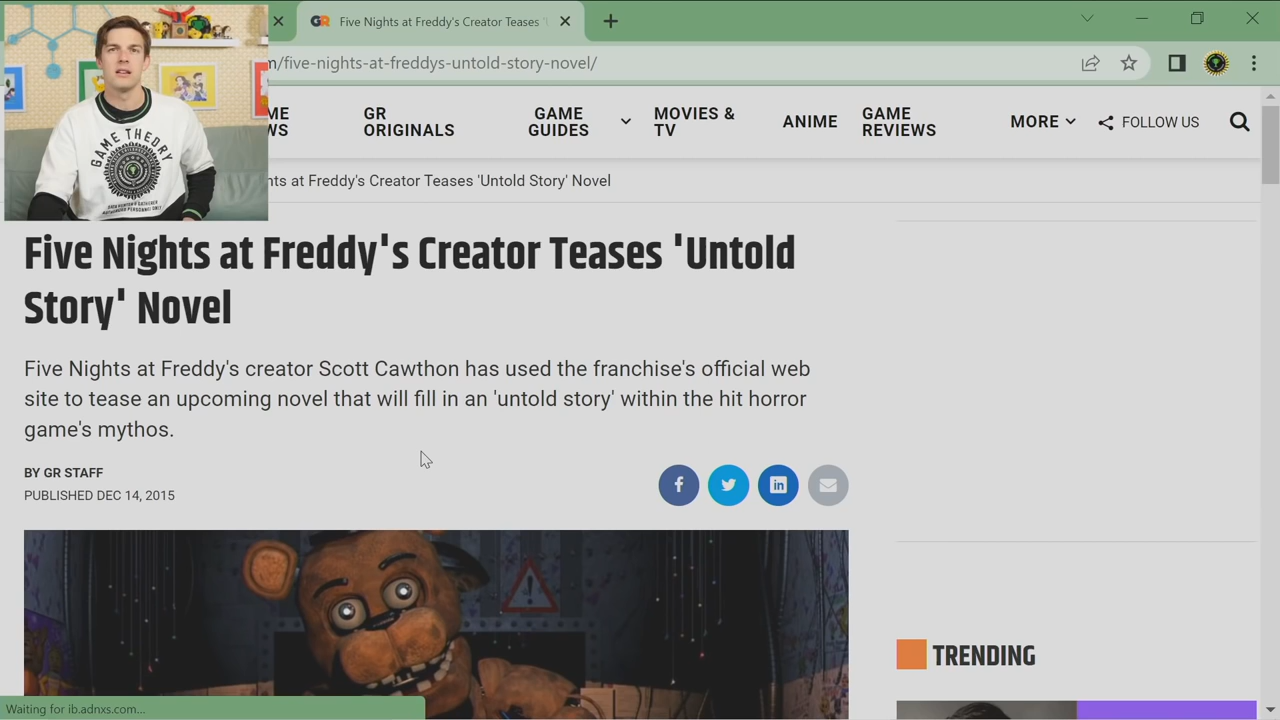 Five Nights at Freddy's Creator Teases '
m/five-nights-at-freddys-untold-story-novel/
ME
WS
GR
ORIGINALS
GAME
GUIDES
MOVIES &
TV
ANIME
GAME
REVIEWS
MORE
FOLLOW US
GAME THEORY
hts at Freddy's Creator Teases 'Untold Story' Novel
Five Nights at Freddy's Creator Teases 'Untold
Story' Novel
Five Nights at Freddy's creator Scott Cawthon has used the franchise's official web
site to tease an upcoming novel that will fill in an 'untold story' within the hit horror
game's mythos.
BY GR STAFF
PUBLISHED DEC 14, 2015
TRENDING
Waiting for ib.adnxs.com...